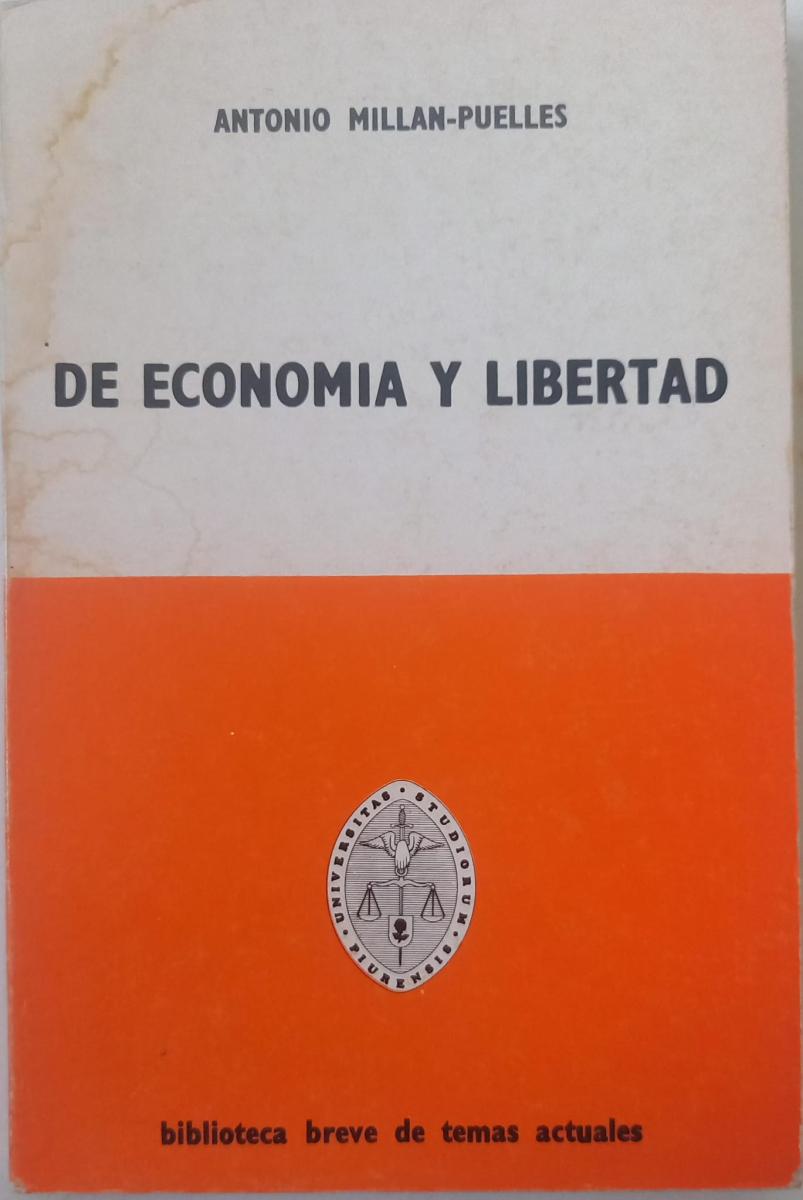 ANTONIO MILLAN-PUELLES
DE ECONOMIA Y LIBERTAD
UNIVERSITAS · STUDIORUM · PIURENSIS ·
biblioteca breve de temas actuales